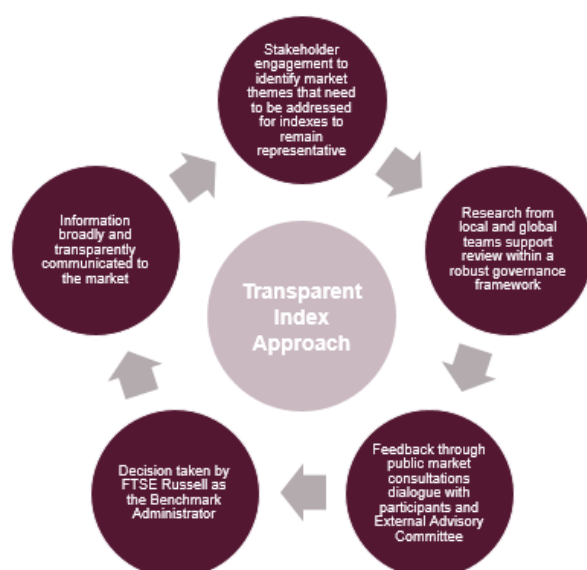 Stakeholder
engagement to
identify market
themes that need
to be addressed
for indexes to
remain
representative
Research from
local and global
teams support
review within a
robust governance
framework
Feedback through
public market
consultations
dialogue with
participants and
External Advisory
Committee
Decision taken by
FTSE Russell as
the Benchmark
Administrator
Information
broadly and
transparently
communicated to
the market
Transparent
Index
Approach